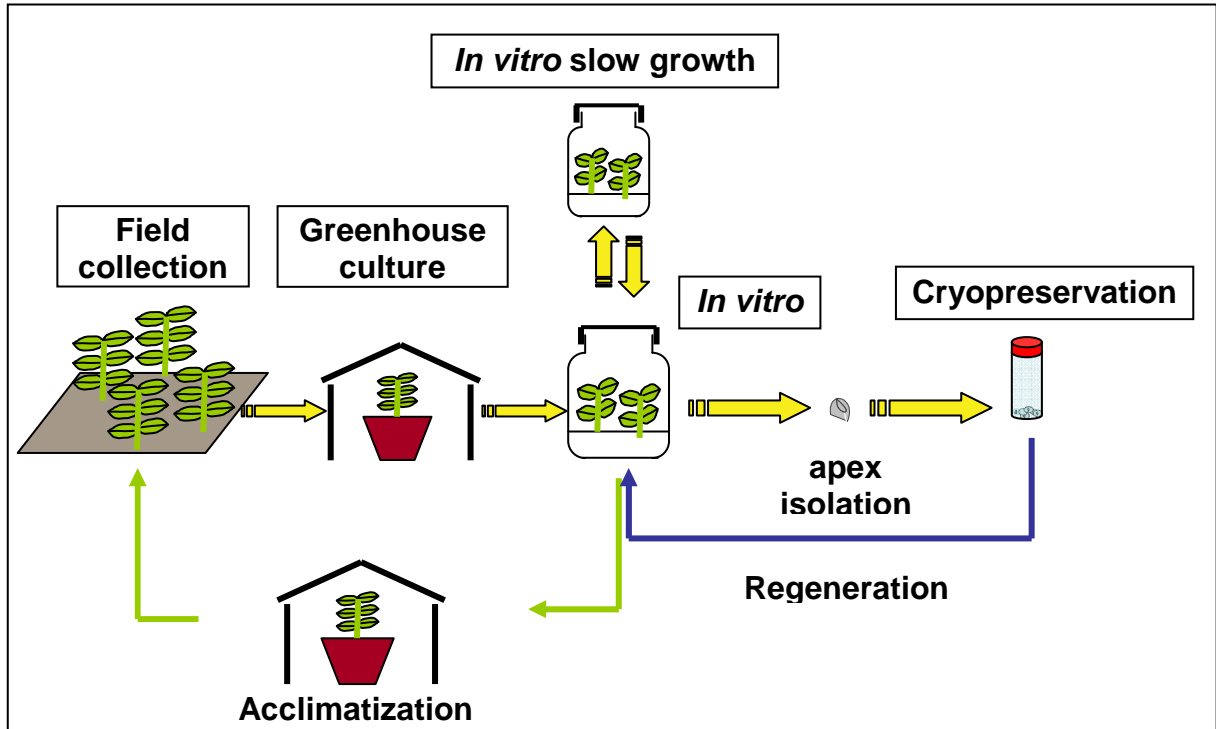 In vitro slow growth
Field
collection
Greenhouse
culture
In vitro
Cryopreservation
apex
isolation
Regeneration
Acclimatization